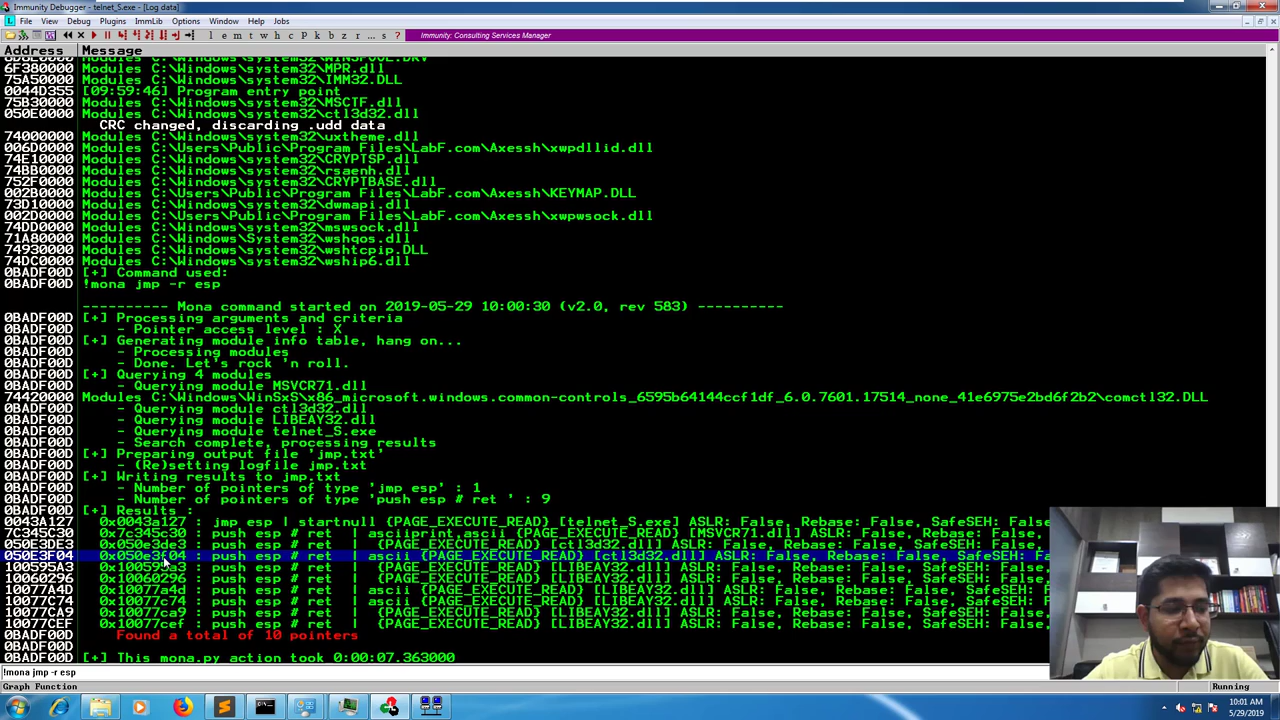 Immunity Debugger - telnet_S.exe - [Log data]
File View Debug Plugins ImmLib Options Window Help Jobs
l e m t w h c P k b z r ... s ? Immunity: Consulting Services Manager
Address Message
6F380000 Modules C:\Windows\system32\MPR.dll
75A50000 Modules C:\Windows\system32\IMM32.DLL
0044D355 [09:59:46] Program entry point
75B30000 Modules C:\Windows\system32\MSCTF.dll
050E0000 Modules C:\Windows\system32\ctl3d32.dll
CRC changed, discarding .udd data
74000000 Modules C:\Windows\system32\uxtheme.dll
006D0000 Modules C:\Users\Public\Program Files\LabF.com\Axessh\xwpdllid.dll
74E10000 Modules C:\Windows\system32\CRYPTSP.dll
74BB0000 Modules C:\Windows\system32\rsaenh.dll
752F0000 Modules C:\Windows\system32\CRYPTBASE.dll
002B0000 Modules C:\Users\Public\Program Files\LabF.com\Axessh\KEYMAP.DLL
73D10000 Modules C:\Windows\system32\dwmapi.dll
002D0000 Modules C:\Users\Public\Program Files\LabF.com\Axessh\xwpwsock.dll
74DD0000 Modules C:\Windows\system32\mswsock.dll
71A80000 Modules C:\Windows\System32\wshqos.dll
74930000 Modules C:\Windows\system32\wshtcpip.DLL
74DC0000 Modules C:\Windows\system32\wship6.dll
0BADF00D [+] Command used:
0BADF00D !mona jmp -r esp
---------- Mona command started on 2019-05-29 10:00:30 (v2.0, rev 583) ----------
0BADF00D [+] Processing arguments and criteria
0BADF00D - Pointer access level : X
0BADF00D [+] Generating module info table, hang on...
0BADF00D - Processing modules
0BADF00D - Done. Let's rock 'n roll.
0BADF00D [+] Querying 4 modules
0BADF00D - Querying module MSVCR71.dll
74420000 Modules C:\Windows\WinSxS\x86_microsoft.windows.common-controls_6595b64144ccf1df_6.0.7601.17514_none_41e6975e2bd6f2b2\comctl32.DLL
0BADF00D - Querying module ctl3d32.dll
0BADF00D - Querying module LIBEAY32.dll
0BADF00D - Querying module telnet_S.exe
0BADF00D - Search complete, processing results
0BADF00D [+] Preparing output file 'jmp.txt'
0BADF00D - (Re)setting logfile jmp.txt
0BADF00D [+] Writing results to jmp.txt
0BADF00D - Number of pointers of type 'jmp esp' : 1
0BADF00D - Number of pointers of type 'push esp # ret ' : 9
0BADF00D [+] Results :
0043A127 0x0043a127 : jmp esp | startnull {PAGE_EXECUTE_READ} [telnet_S.exe] ASLR: False, Rebase: False, SafeSEH: F
7C345C30 0x7c345c30 : push esp # ret | asciiprint,ascii {PAGE_EXECUTE_READ} [MSVCR71.dll] ASLR: False, Rebase: F
050E3DE3 0x050e3de3 : push esp # ret | {PAGE_EXECUTE_READ} [ctl3d32.dll] ASLR: False, Rebase: False, SafeSEH:
050E3F04 0x050e3f04 : push esp # ret | ascii {PAGE_EXECUTE_READ} [ctl3d32.dll] ASLR: False, Rebase: False, SafeSEH: Fa
100595A3 0x100595a3 : push esp # ret | {PAGE_EXECUTE_READ} [LIBEAY32.dll] ASLR: False, Rebase: False, SafeSEH:
10060296 0x10060296 : push esp # ret | {PAGE_EXECUTE_READ} [LIBEAY32.dll] ASLR: False, Rebase: False, SafeSEH:
10077A4D 0x10077a4d : push esp # ret | ascii {PAGE_EXECUTE_READ} [LIBEAY32.dll] ASLR: False, Rebase: False, SafeSEH:
10077C74 0x10077c74 : push esp # ret | ascii {PAGE_EXECUTE_READ} [LIBEAY32.dll] ASLR: False, Rebase: False, SafeSEH:
10077CA9 0x10077ca9 : push esp # ret | {PAGE_EXECUTE_READ} [LIBEAY32.dll] ASLR: False, Rebase: False, SafeSEH:
10077CEF 0x10077cef : push esp # ret | {PAGE_EXECUTE_READ} [LIBEAY32.dll] ASLR: False, Rebase: False, SafeSEH:
0BADF00D Found a total of 10 pointers
0BADF00D
0BADF00D [+] This mona.py action took 0:00:07.363000
!mona jmp -r esp
Graph Function Running
10:01 AM
5/29/2019